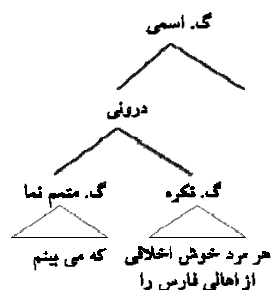 گ. اسمی
درونی
گ. نکره
گ. متمم نما
هر مرد خوش اخلاقی
از اهالی فارس را
که می بینم